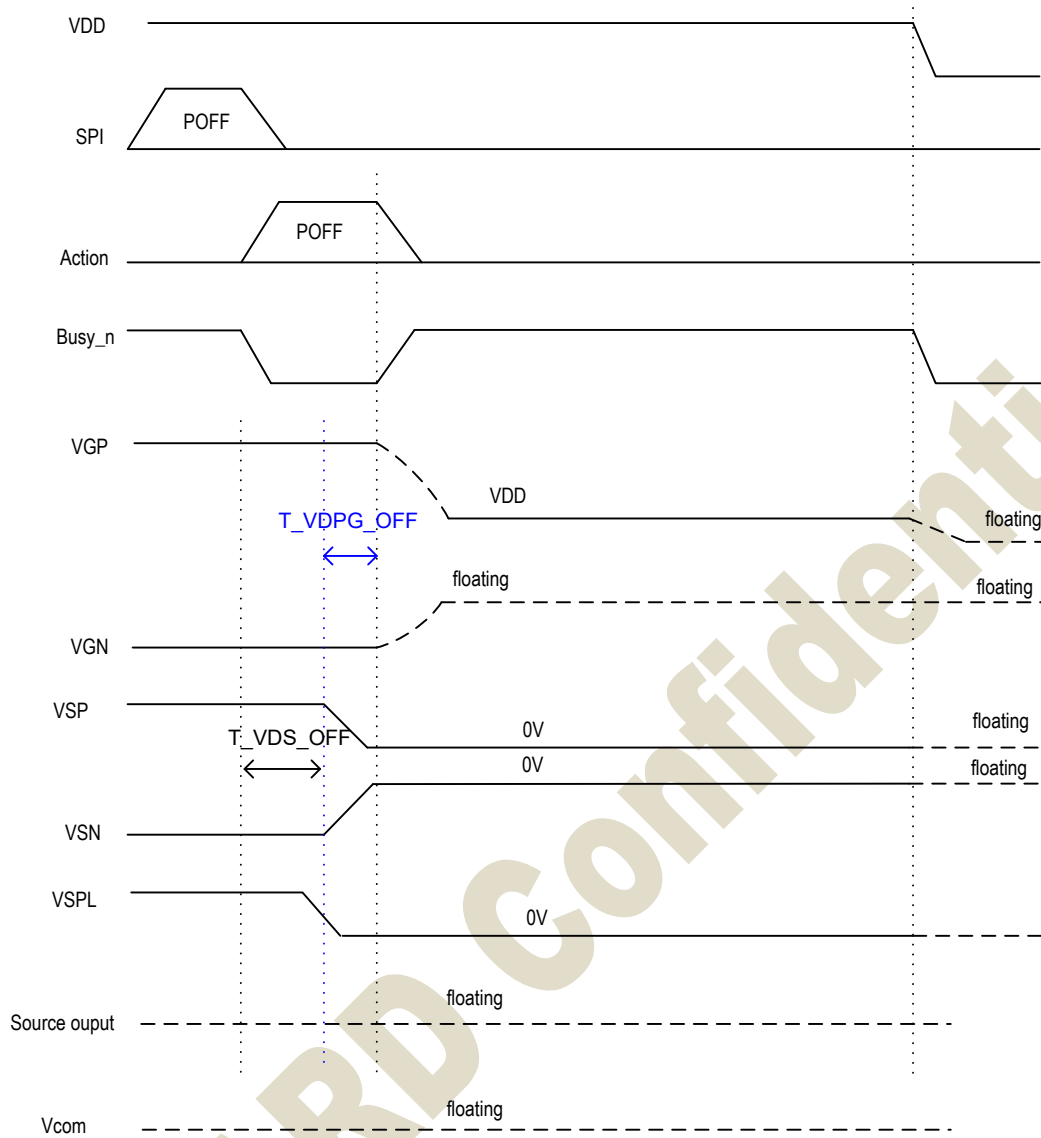 VDD
POFF
SPI
POFF
Action
Busy_n
VGP
VDD
T_VDPG_OFF
floating
floating
floating
VGN
VSP
0V
floating
T_VDS_OFF
0V
floating
VSN
VSPL
0V
floating
Source ouput
floating
Vcom
RD Confidenti